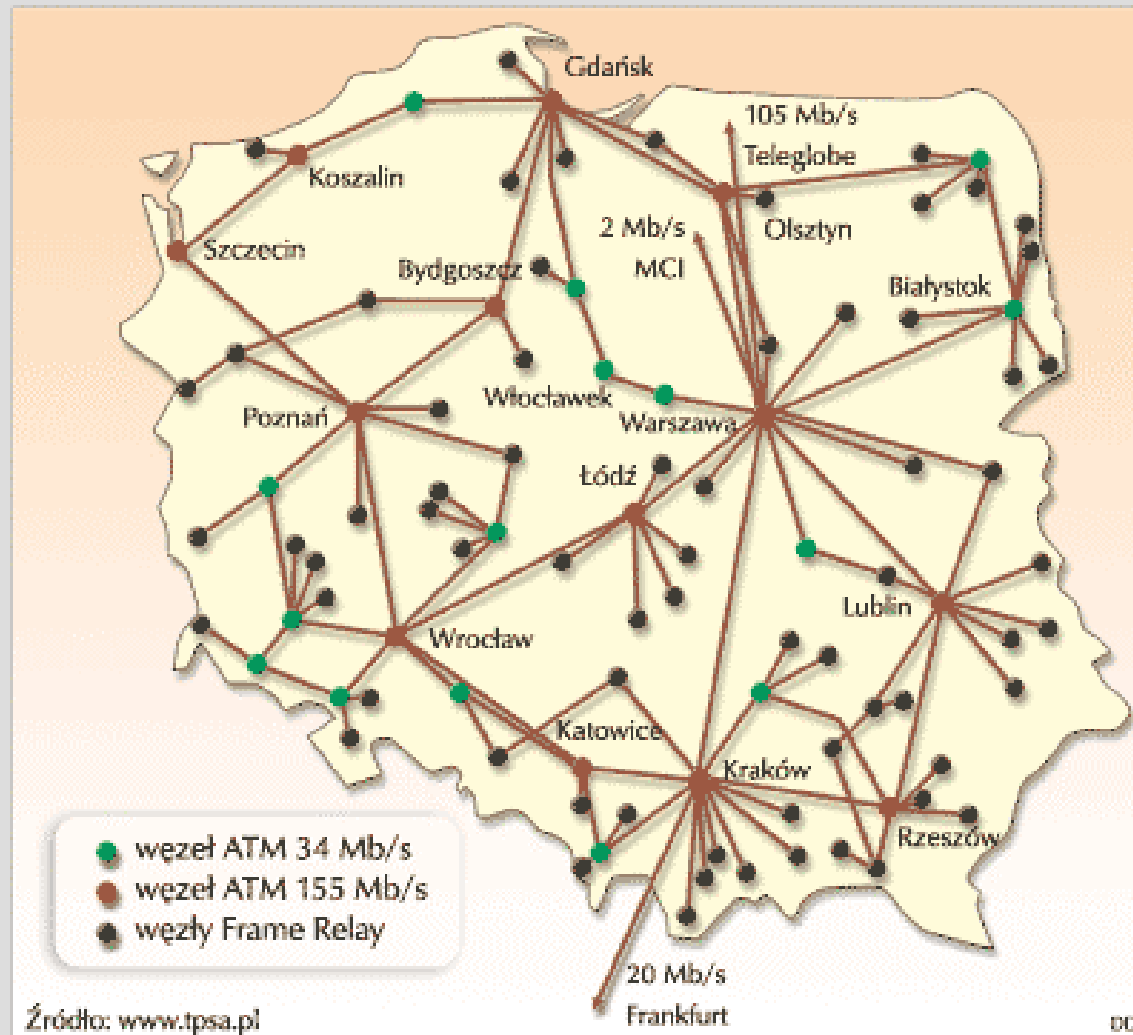 Gdańsk
105 Mb/s
Teleglobe
Koszalin
2 Mb/s
MCI
Olsztyn
Szczecin
Bydgoszcz
Białystok
Włocławek
Poznań
Warszawa
Łódź
Lublin
Wrocław
Katowice
Kraków
Rzeszów
węzeł ATM 34 Mb/s
węzeł ATM 155 Mb/s
węzły Frame Relay
20 Mb/s
Frankfurt
Źródło: www.tpsa.pl